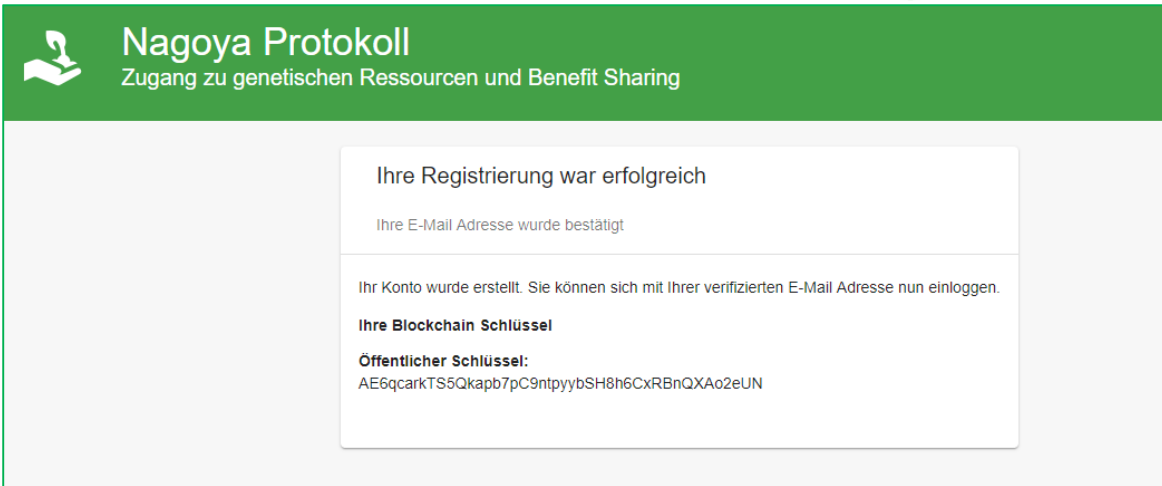 Nagoya Protokoll
Zugang zu genetischen Ressourcen und Benefit Sharing
Ihre Registrierung war erfolgreich
Ihre E-Mail Adresse wurde bestätigt
Ihr Konto wurde erstellt. Sie können sich mit Ihrer verifizierten E-Mail Adresse nun einloggen.
Ihre Blockchain Schlüssel
Öffentlicher Schlüssel:
AE6qcarkTS5Qkapb7pC9ntpyybSH8h6CxRBnQXAo2eUN